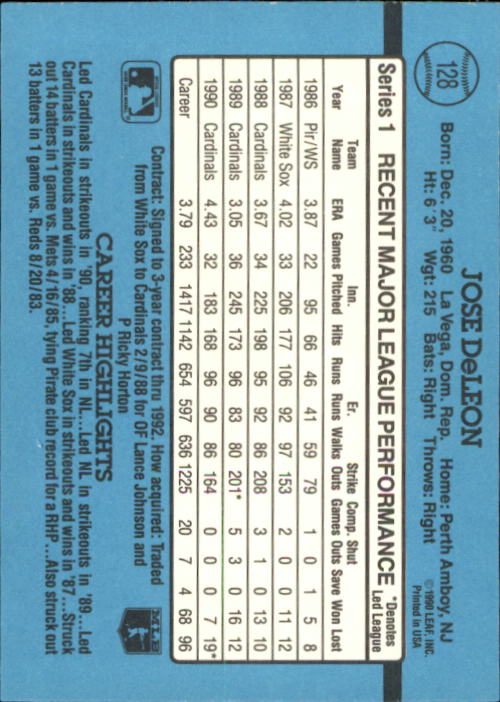 128
JOSE DeLEON
Born: Dec. 20, 1960 La Vega, Dom. Rep. Home: Perth Amboy, NJ
Ht: 6'3" Wgt: 215 Bats: Right Throws: Right
©1990 LEAF, INC.
Printed in USA
Series 1 RECENT MAJOR LEAGUE PERFORMANCE *Denotes Led League
Year Team Name ERA Games Inn. Pitched Hits Runs Er. Runs Walks Strike Outs Comp. Games Shut Outs Save Won Lost
1986 Pir/WS 3.87 22 95 66 46 41 59 79 1 0 1 5 8
1987 White Sox 4.02 33 206 177 106 92 97 153 2 0 0 11 12
1988 Cardinals 3.67 34 225 198 95 92 86 208 3 1 0 13 10
1989 Cardinals 3.05 36 245 173 96 83 80 201* 5 3 0 16 12
1990 Cardinals 4.43 32 183 168 96 90 86 164 0 0 0 7 19*
Career 3.79 233 1417 1142 654 597 636 1225 20 7 4 68 96
Contract: Signed to 3-year contract thru 1992. How acquired: Traded
from White Sox to Cardinals 2/9/88 for OF Lance Johnson and
P Ricky Horton
MLB
CAREER HIGHLIGHTS
Led Cardinals in strikeouts in '90, ranking 7th in NL...Led NL in strikeouts in '89...Led
Cardinals in strikeouts and wins in '88...Led White Sox in strikeouts and wins in '87...Struck
out 14 batters in 1 game vs. Mets 4/16/85, tying Pirate club record for a RHP...Also struck out
13 batters in 1 game vs. Reds 8/20/83.